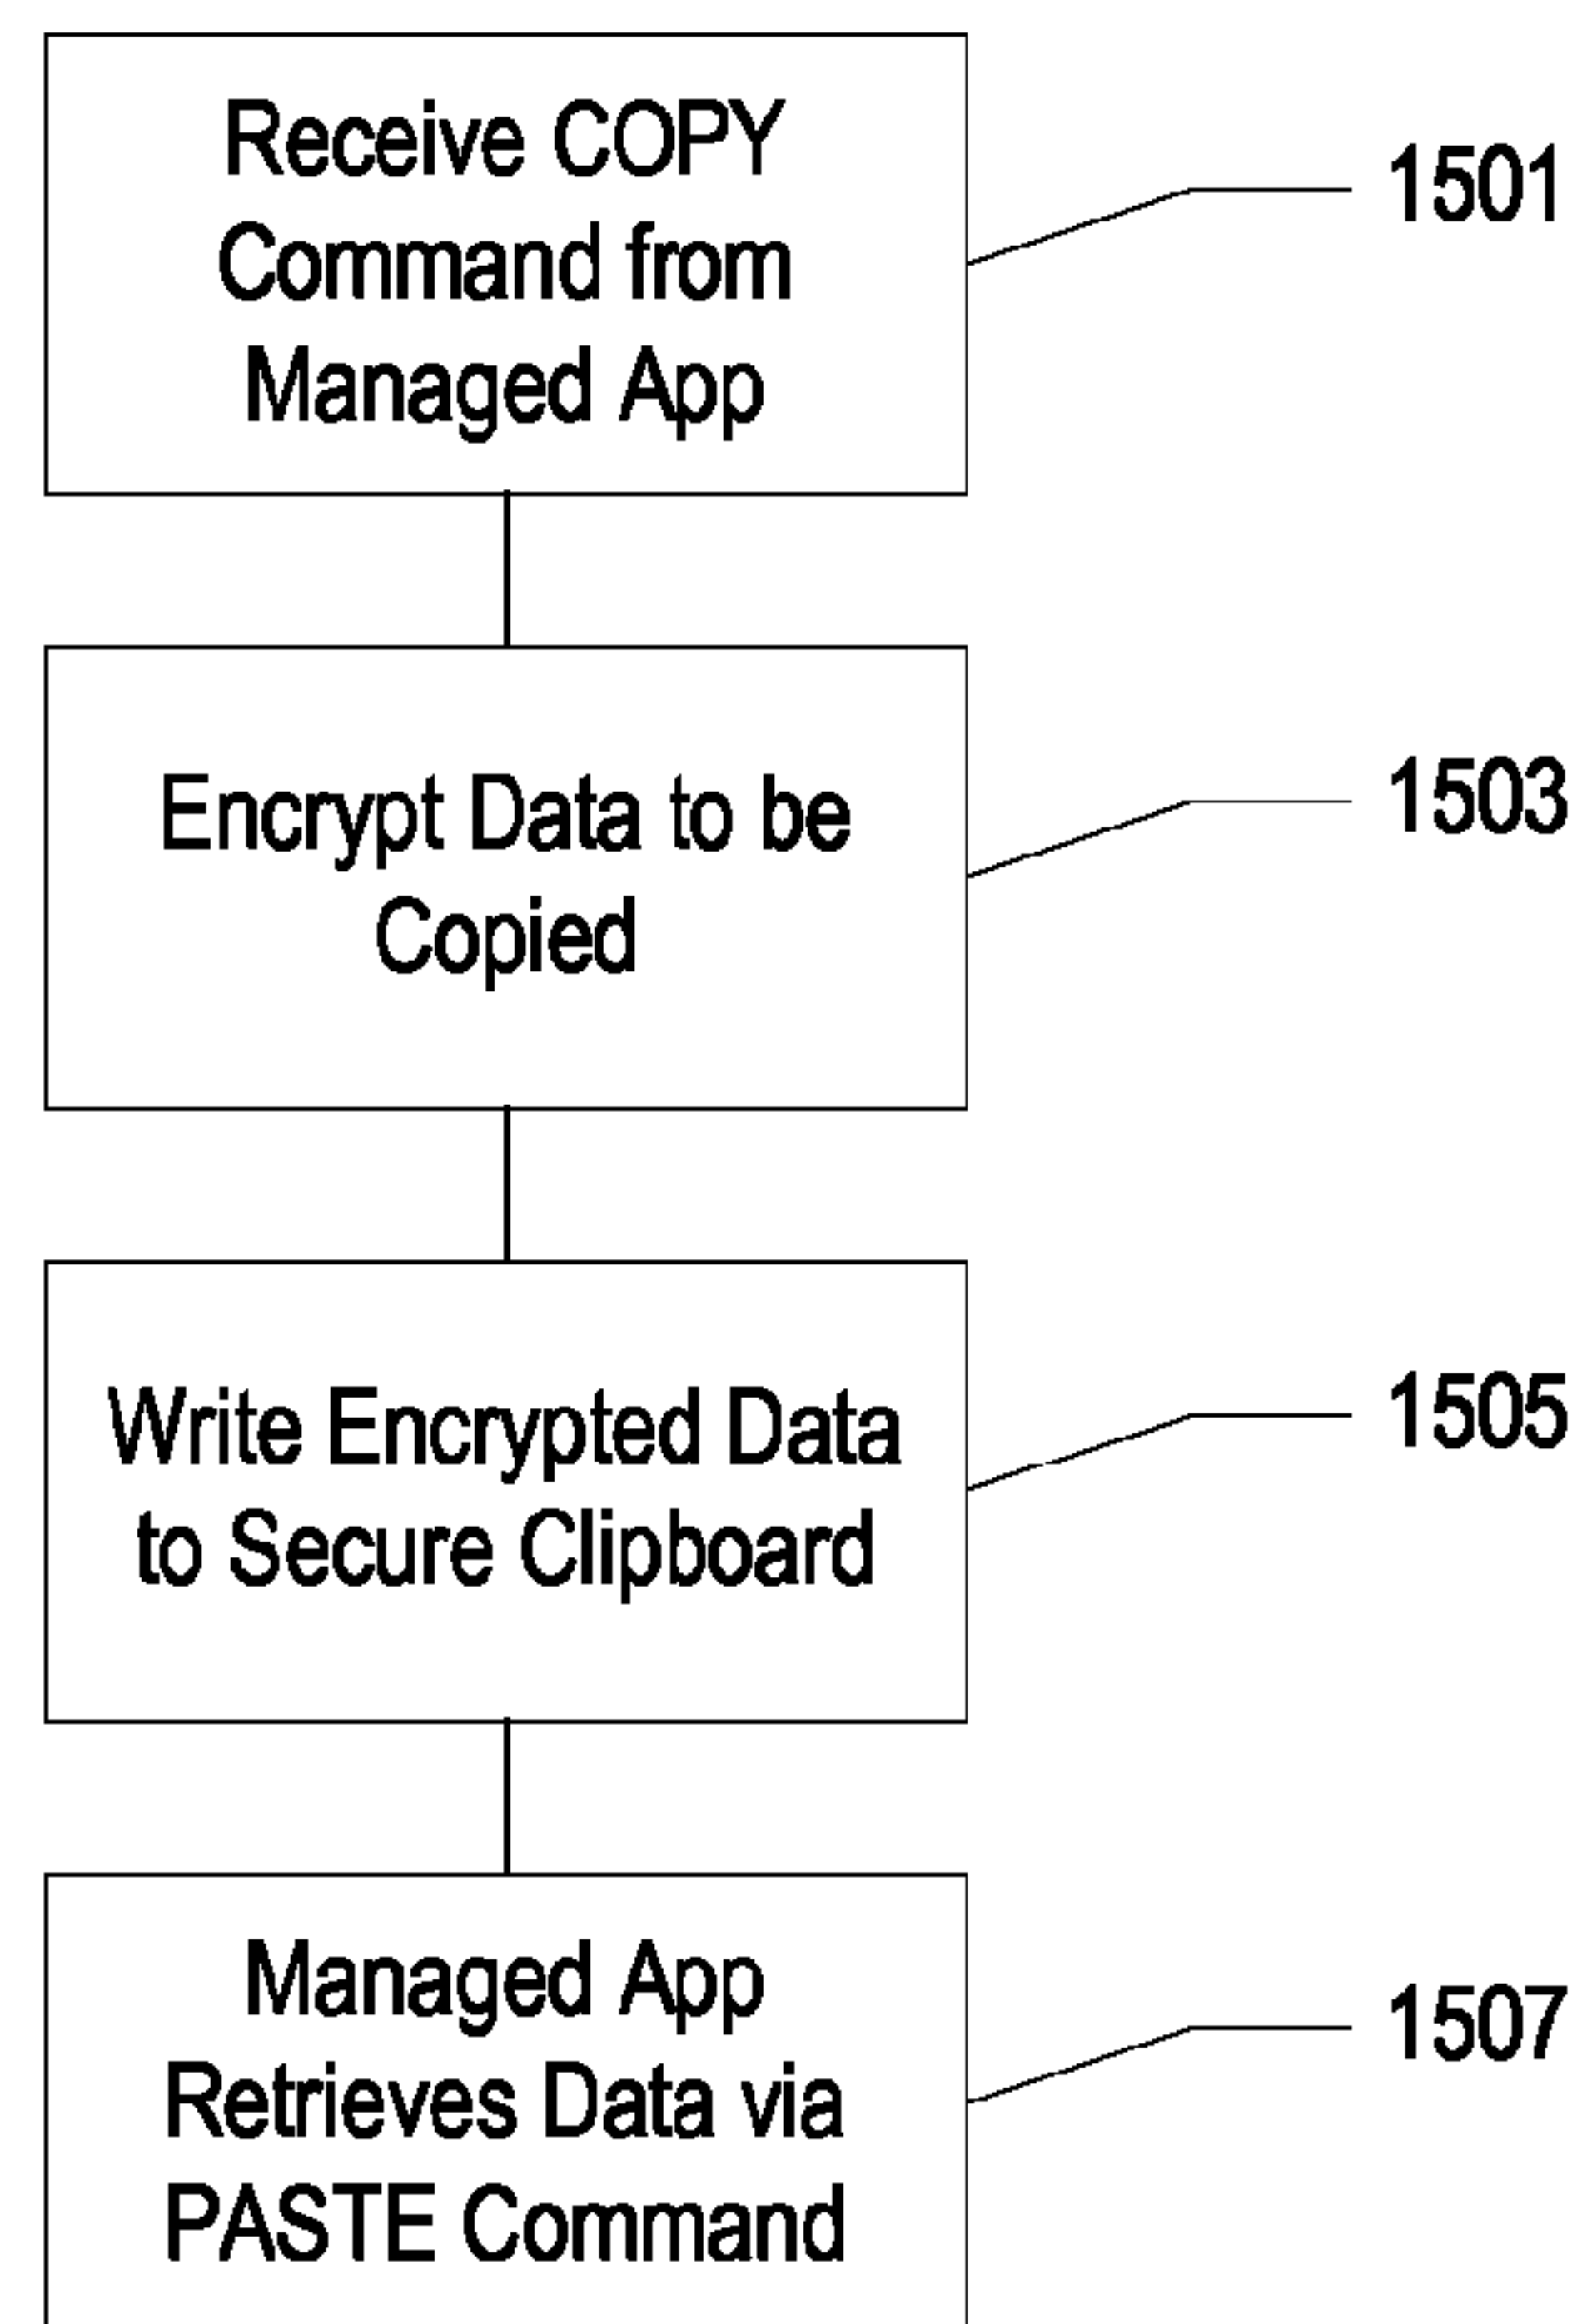 Receive COPY
Command from
Managed App
1501
Encrypt Data to be
Copied
1503
Write Encrypted Data
to Secure Clipboard
1505
Managed App
Retrieves Data via
PASTE Command
1507